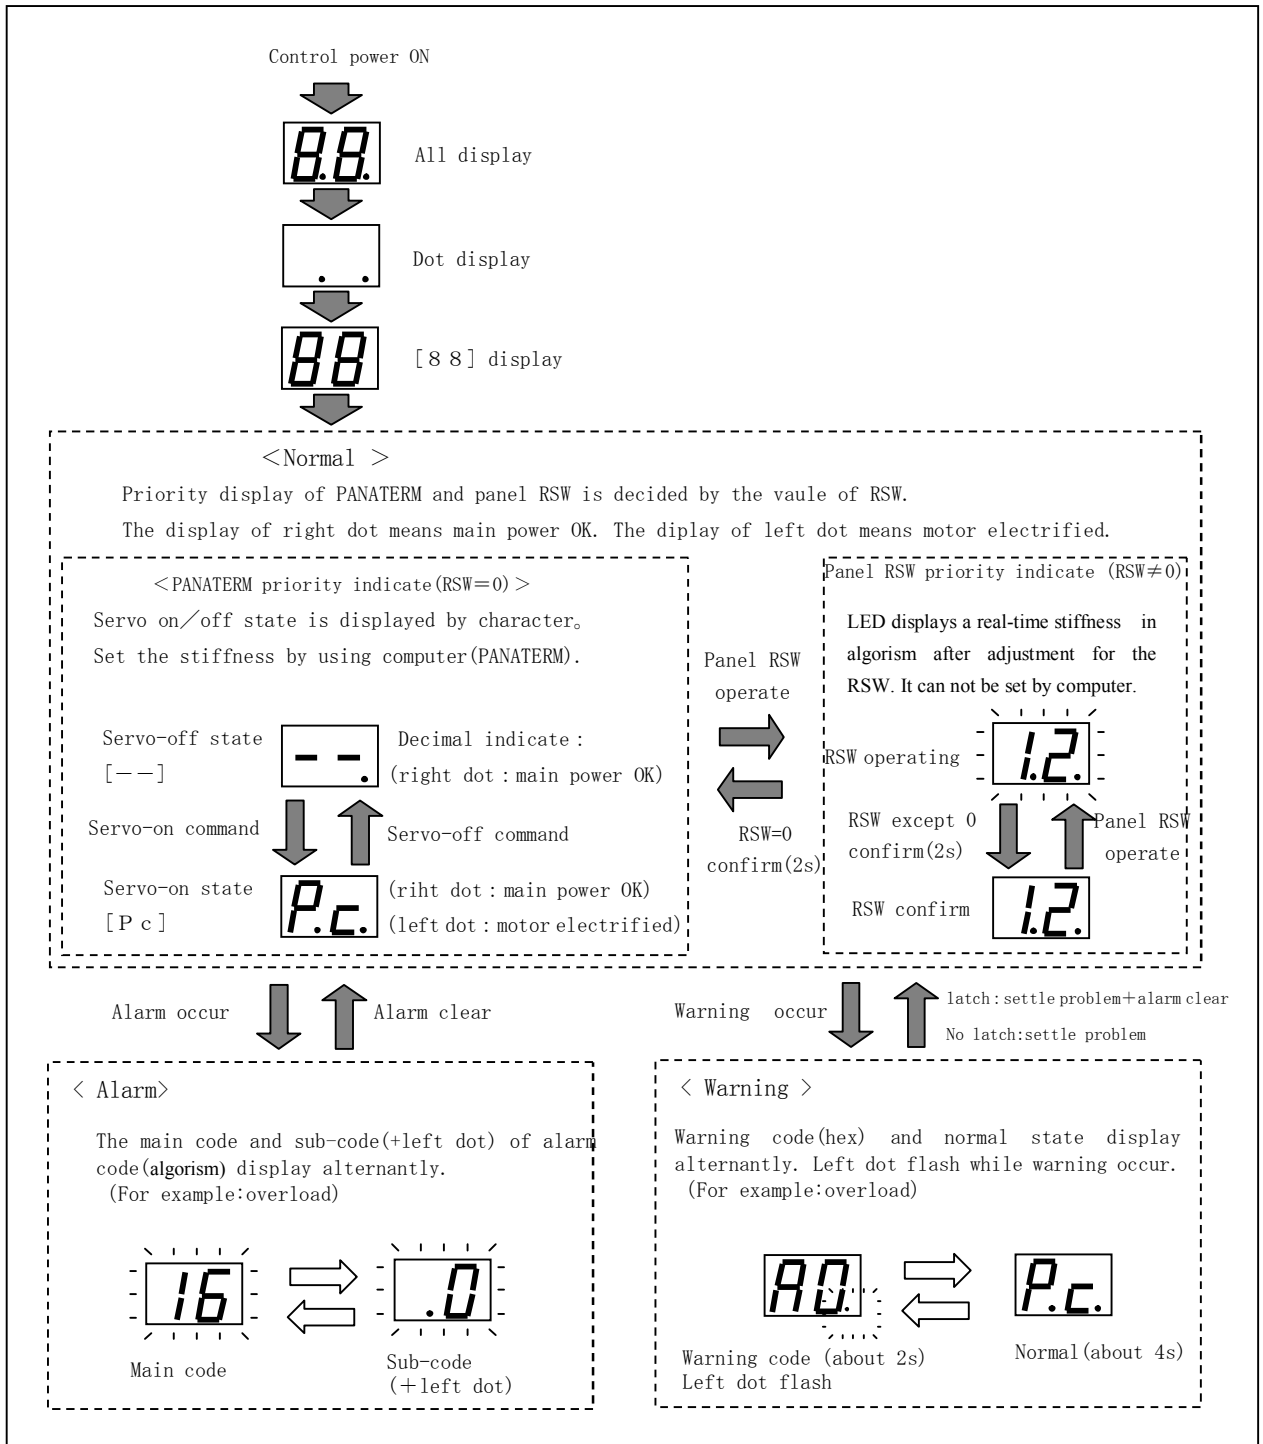 Control power ON
8.8.
All display
. .
Dot display
88
［８８］display
＜Normal ＞
Priority display of PANATERM and panel RSW is decided by the vaule of RSW.
The display of right dot means main power OK. The diplay of left dot means motor electrified.
＜PANATERM priority indicate(RSW＝0)＞
Servo on／off state is displayed by character。
Set the stiffness by using computer(PANATERM).
Servo-off state
［－－］
- -.
Decimal indicate：
(right dot：main power OK)
Servo-on command
Servo-off command
Servo-on state
［Ｐｃ］
P.c.
(riht dot：main power OK)
(left dot：motor electrified)
Panel RSW
operate
RSW=0
confirm(2s)
Panel RSW priority indicate (RSW≠0)
LED displays a real-time stiffness in
algorism after adjustment for the
RSW. It can not be set by computer.
RSW operating
1.2.
RSW except 0
confirm(2s)
Panel RSW
operate
RSW confirm
1.2.
Alarm occur
Alarm clear
Warning occur
latch：settle problem＋alarm clear
No latch:settle problem
＜ Alarm＞
The main code and sub-code(+left dot) of alarm
code(algorism) display alternantly.
(For example:overload)
16
.0
Main code
Sub-code
(＋left dot)
＜ Warning ＞
Warning code(hex) and normal state display
alternantly. Left dot flash while warning occur.
(For example:overload)
A0.
P.c.
Warning code (about 2s)
Left dot flash
Normal(about 4s)